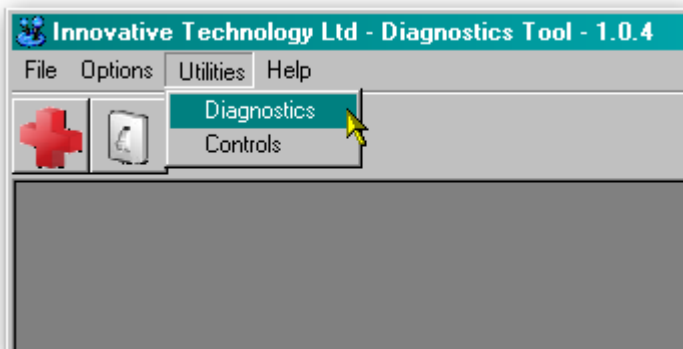 Innovative Technology Ltd - Diagnostics Tool - 1.0.4
File Options Utilities Help
Diagnostics
Controls